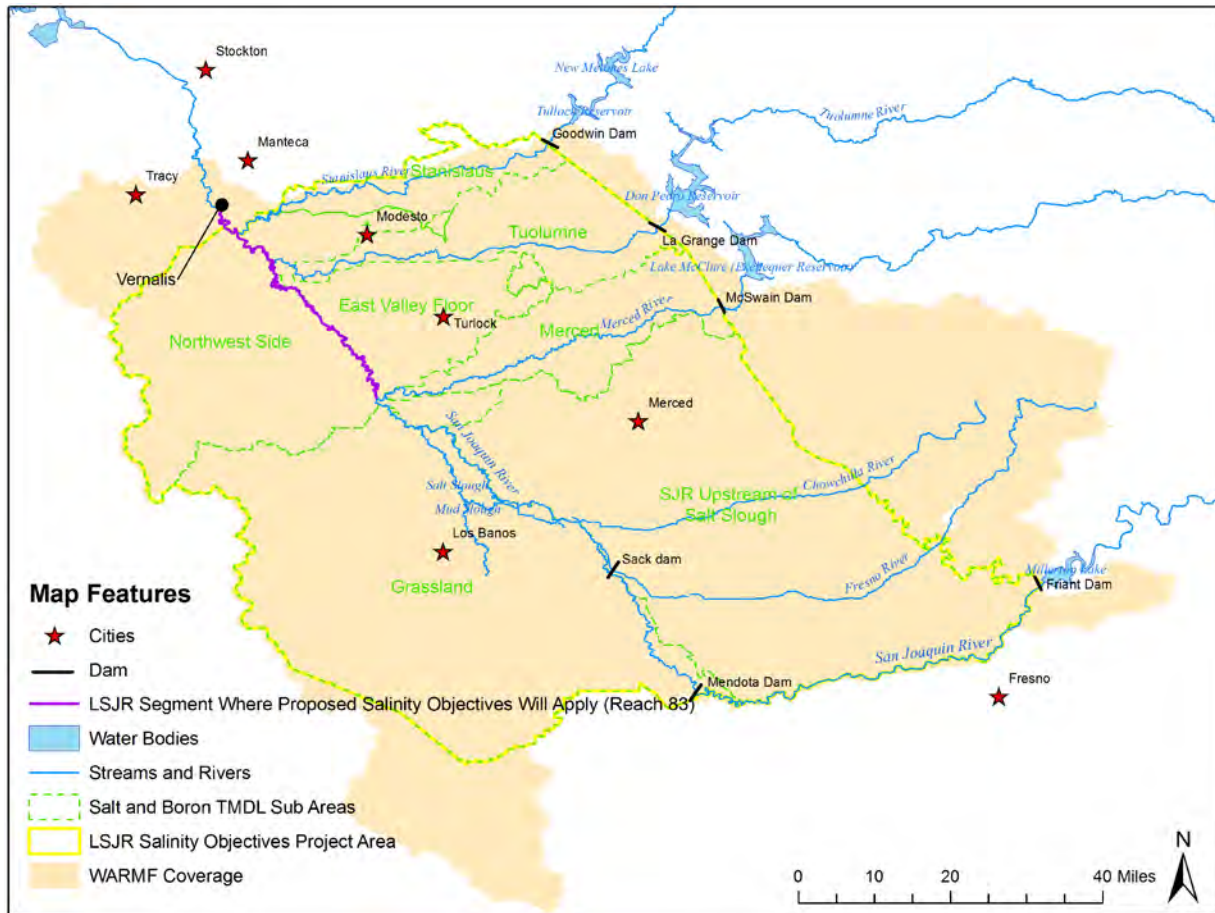 Stockton
New Melones Lake
Tulloch Reservoir
Goodwin Dam
Tuolumne River
Manteca
Tracy
Stanislaus River
Stanislaus
Don Pedro Reservoir
Modesto
Tuolumne
La Grange Dam
Vernalis
Lake McClure (Exchequer Reservoir)
McSwain Dam
East Valley Floor
Turlock
Merced River
Merced
Northwest Side
Merced
San Joaquin River
Salt Slough
Mud Slough
Chowchilla River
SJR Upstream of
Salt Slough
Los Banos
Sack dam
Grassland
Fresno River
Millerton Lake
Friant Dam
San Joaquin River
Mendota Dam
Fresno
Map Features
Cities
Dam
LSJR Segment Where Proposed Salinity Objectives Will Apply (Reach 83)
Water Bodies
Streams and Rivers
Salt and Boron TMDL Sub Areas
LSJR Salinity Objectives Project Area
WARMF Coverage
0 10 20 40 Miles
N